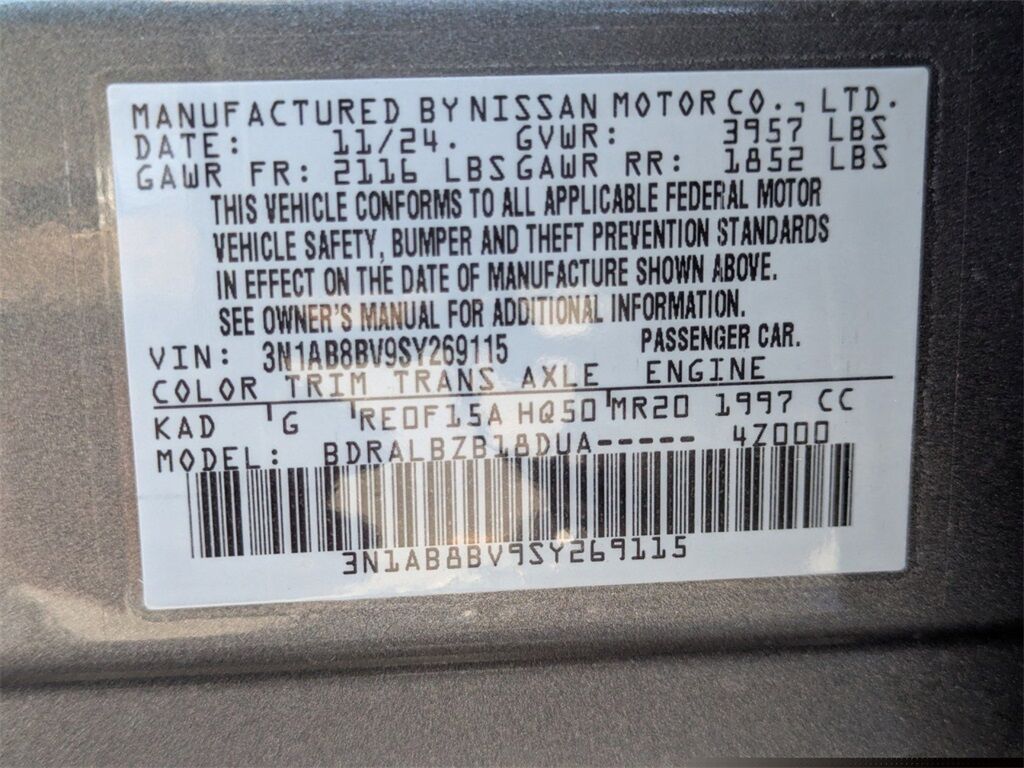 MANUFACTURED BY NISSAN MOTOR CO., LTD.
DATE: 11/24. GVWR: 3957 LBS
GAWR FR: 2116 LBS GAWR RR: 1852 LBS
THIS VEHICLE CONFORMS TO ALL APPLICABLE FEDERAL MOTOR
VEHICLE SAFETY, BUMPER AND THEFT PREVENTION STANDARDS
IN EFFECT ON THE DATE OF MANUFACTURE SHOWN ABOVE.
SEE OWNER'S MANUAL FOR ADDITIONAL INFORMATION.
VIN: 3N1AB8BV9SY269115 PASSENGER CAR.
COLOR TRIM TRANS AXLE ENGINE
KAD G RE0F15A HQ50 MR20 1997 CC
MODEL: BDRALBZB18DUA----- 4Z000
3N1AB8BV9SY269115